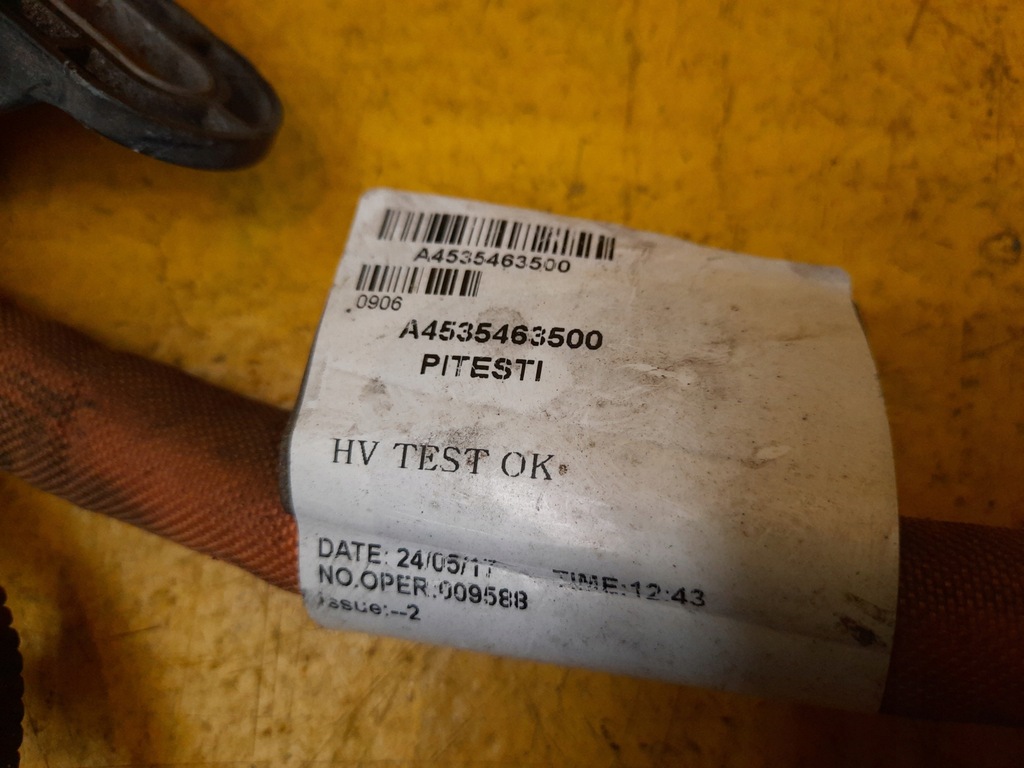 A4535463500
0906
A4535463500
PITESTI
HV TEST OK
DATE: 24/05/17 TIME:12:43
NO.OPER.:009588
Issue:--2